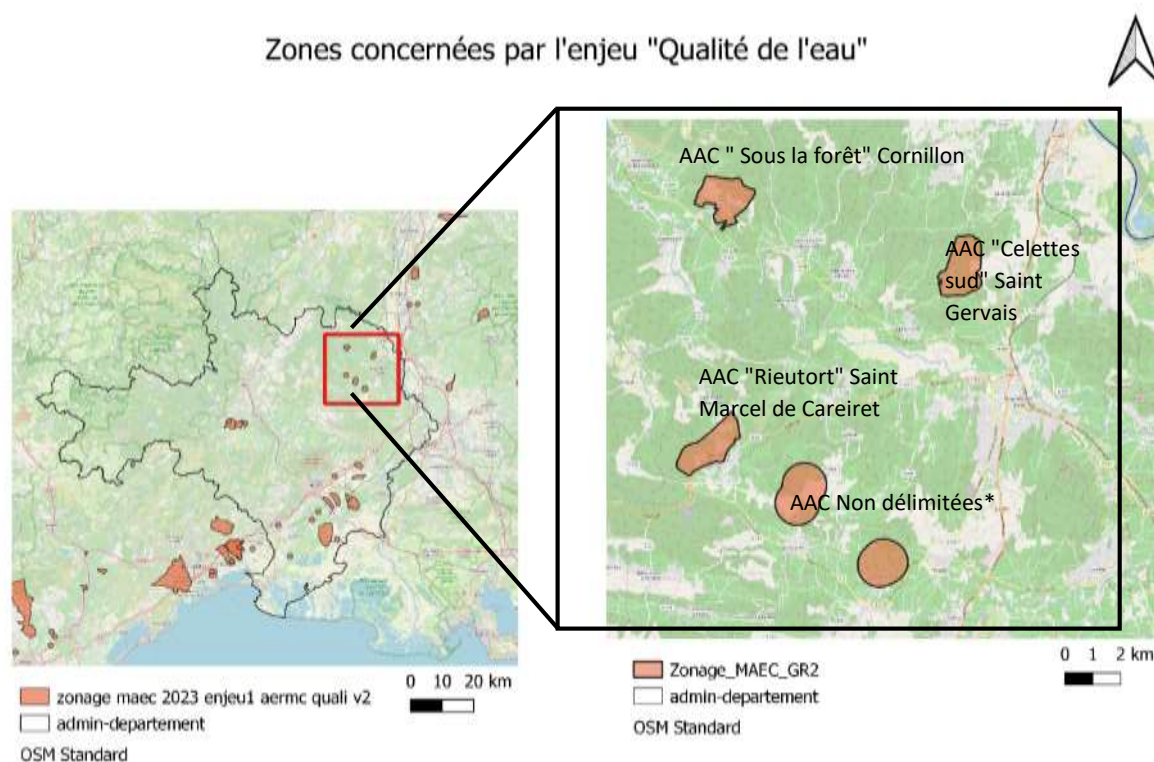 Zones concernées par l'enjeu "Qualité de l'eau"
AAC " Sous la forêt" Cornillon
AAC "Celettes
sud" Saint
Gervais
AAC "Rieutort" Saint
Marcel de Careiret
AAC Non délimitées*
zonage maec 2023 enjeu1 aermc quali v2
admin-departement
OSM Standard
0 10 20 km
Zonage_MAEC_GR2
admin-departement
OSM Standard
0 1 2 km